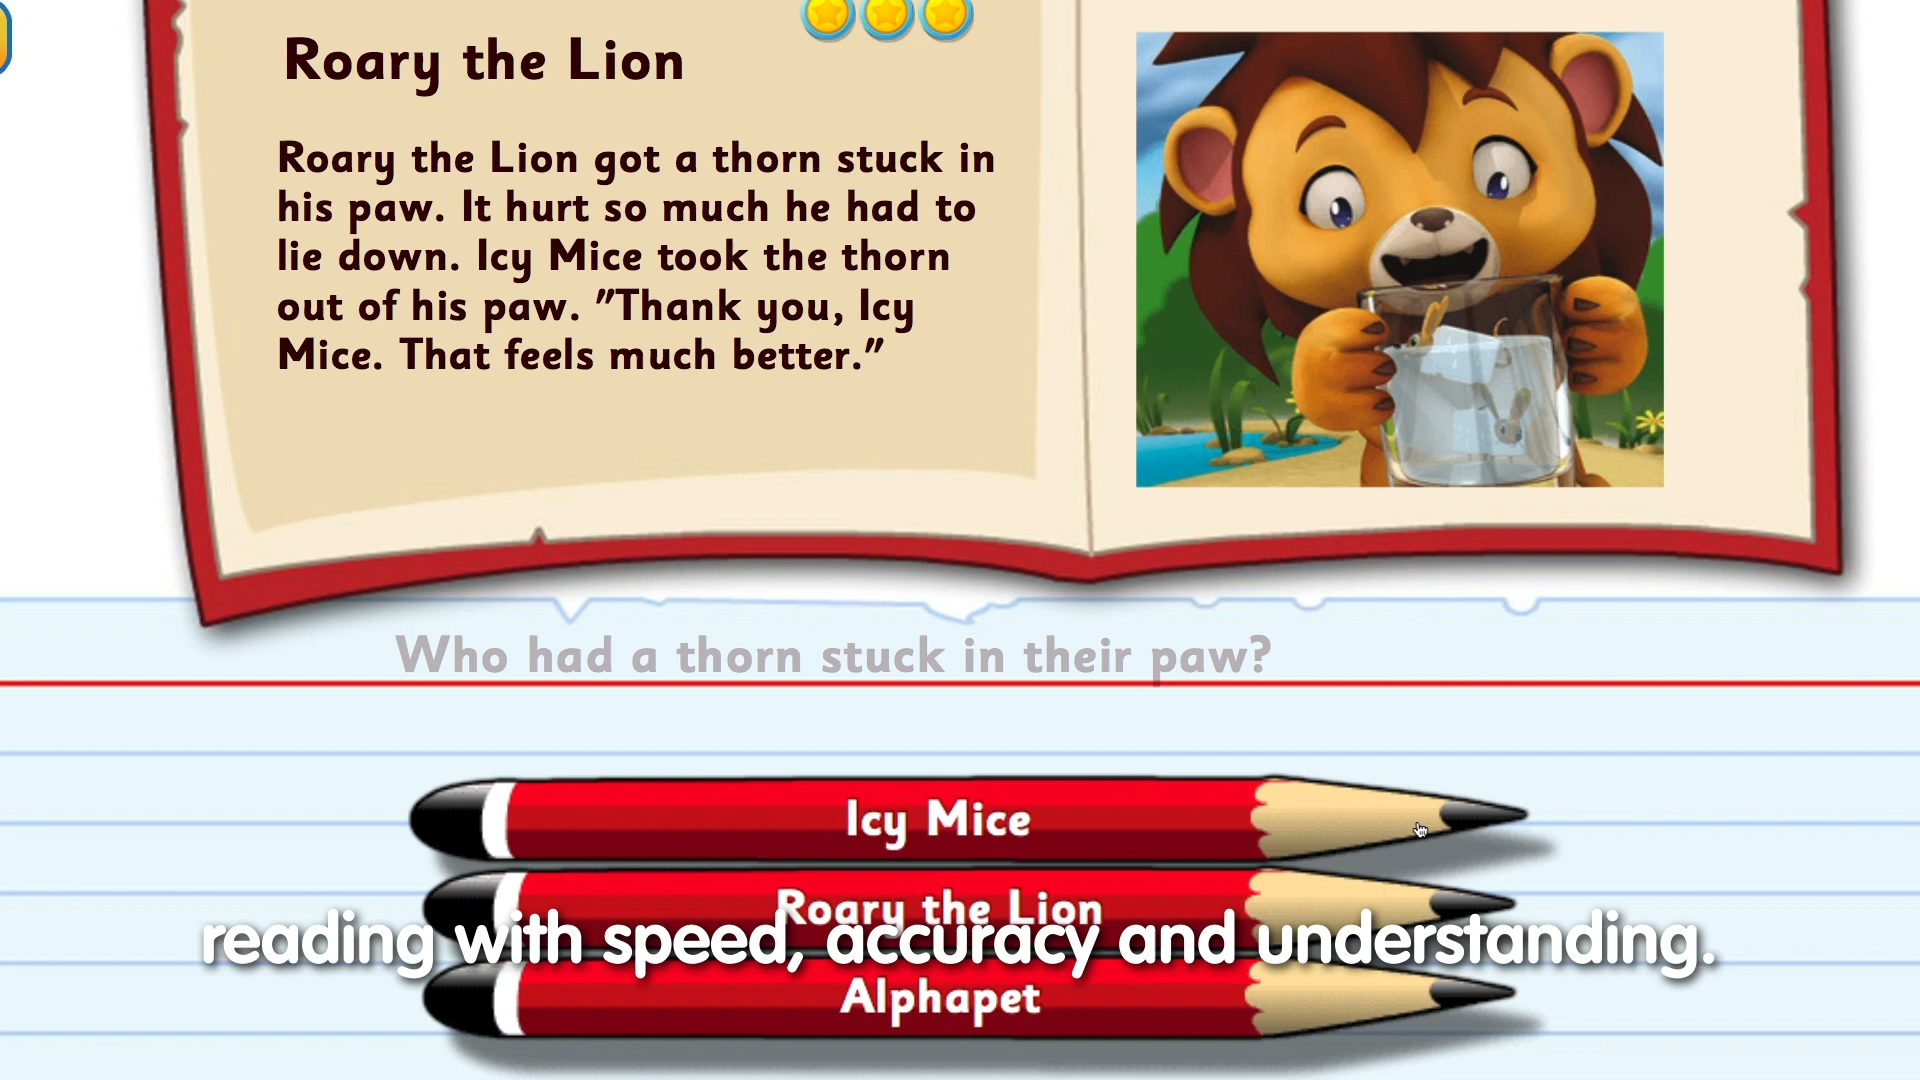 Roary the Lion
Roary the Lion got a thorn stuck in
his paw. It hurt so much he had to
lie down. Icy Mice took the thorn
out of his paw. "Thank you, Icy
Mice. That feels much better."
Who had a thorn stuck in their paw?
Icy Mice
Roary the Lion
reading with speed, accuracy and understanding.
Alphapet